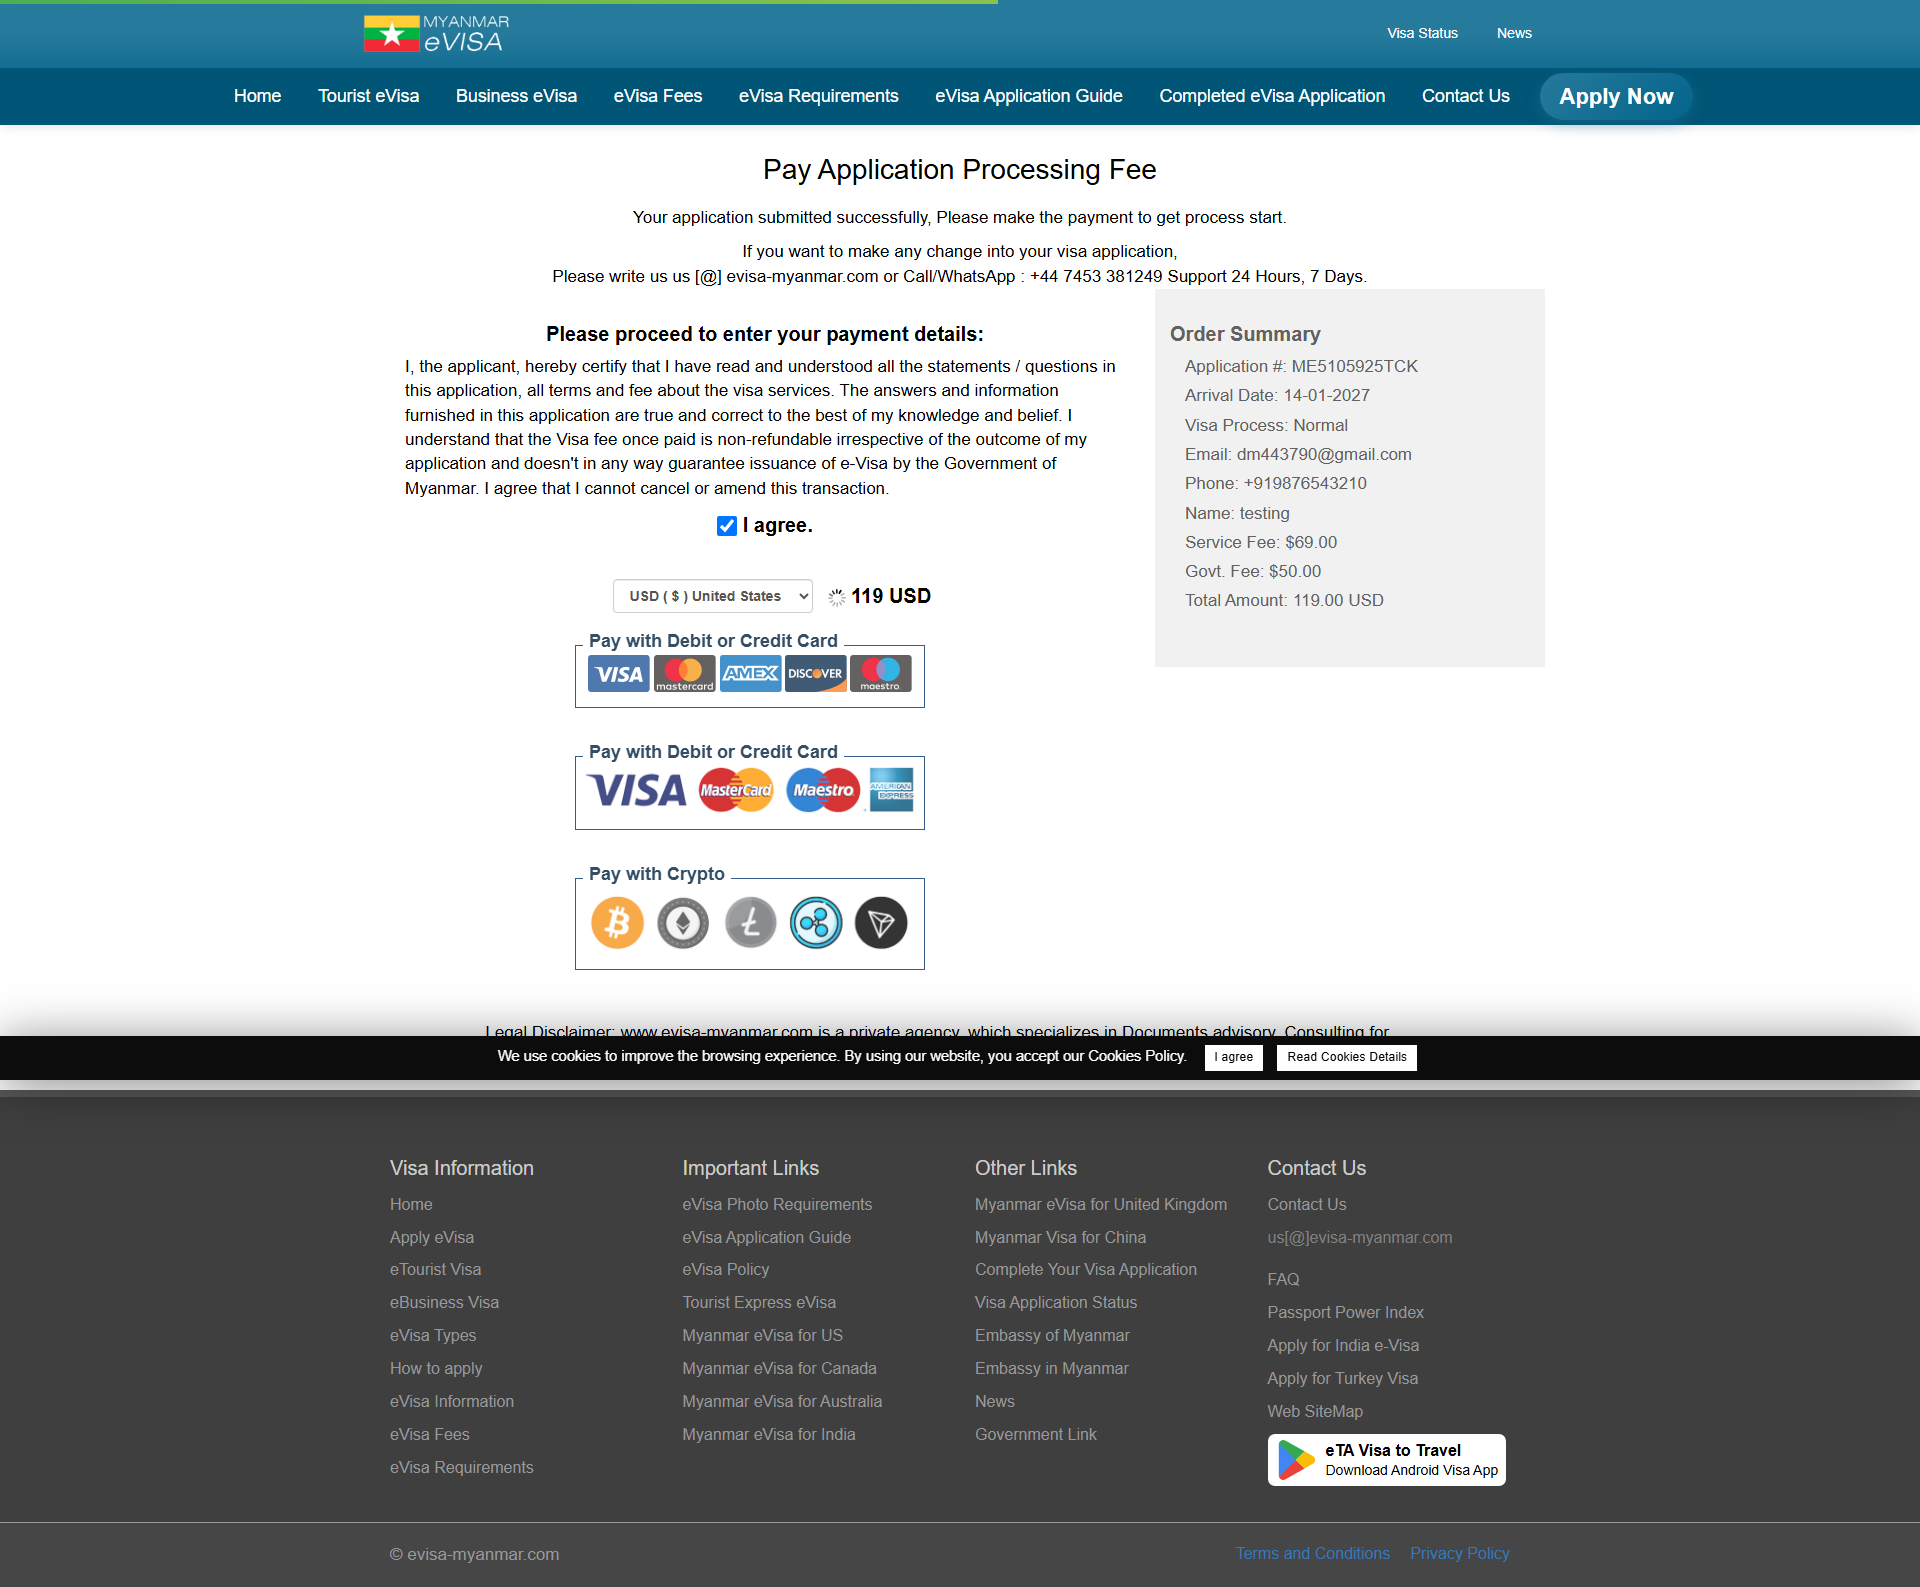 MYANMAR
eVISA
Visa Status
News
Home
Tourist eVisa
Business eVisa
eVisa Fees
eVisa Requirements
eVisa Application Guide
Completed eVisa Application
Contact Us
Apply Now
Pay Application Processing Fee
Your application submitted successfully, Please make the payment to get process start.
If you want to make any change into your visa application,
Please write us us [@] evisa-myanmar.com or Call/WhatsApp : +44 7453 381249 Support 24 Hours, 7 Days.
Please proceed to enter your payment details:
I, the applicant, hereby certify that I have read and understood all the statements / questions in
this application, all terms and fee about the visa services. The answers and information
furnished in this application are true and correct to the best of my knowledge and belief. I
understand that the Visa fee once paid is non-refundable irrespective of the outcome of my
application and doesn't in any way guarantee issuance of e-Visa by the Government of
Myanmar. I agree that I cannot cancel or amend this transaction.
I agree.
USD ( $ ) United States
119 USD
Pay with Debit or Credit Card
VISA
mastercard
AMEX
DISCOVER
maestro
Pay with Debit or Credit Card
VISA
MasterCard
Maestro
AMERICAN
EXPRESS
Pay with Crypto
Order Summary
Application #: ME5105925TCK
Arrival Date: 14-01-2027
Visa Process: Normal
Email: dm443790@gmail.com
Phone: +919876543210
Name: testing
Service Fee: $69.00
Govt. Fee: $50.00
Total Amount: 119.00 USD
Legal Disclaimer: www.evisa-myanmar.com is a private agency, which specializes in Documents advisory, Consulting for
We use cookies to improve the browsing experience. By using our website, you accept our Cookies Policy.
I agree
Read Cookies Details
Visa Information
Home
Apply eVisa
eTourist Visa
eBusiness Visa
eVisa Types
How to apply
eVisa Information
eVisa Fees
eVisa Requirements
Important Links
eVisa Photo Requirements
eVisa Application Guide
eVisa Policy
Tourist Express eVisa
Myanmar eVisa for US
Myanmar eVisa for Canada
Myanmar eVisa for Australia
Myanmar eVisa for India
Other Links
Myanmar eVisa for United Kingdom
Myanmar Visa for China
Complete Your Visa Application
Visa Application Status
Embassy of Myanmar
Embassy in Myanmar
News
Government Link
Contact Us
Contact Us
us[@]evisa-myanmar.com
FAQ
Passport Power Index
Apply for India e-Visa
Apply for Turkey Visa
Web SiteMap
eTA Visa to Travel
Download Android Visa App
© evisa-myanmar.com
Terms and Conditions
Privacy Policy